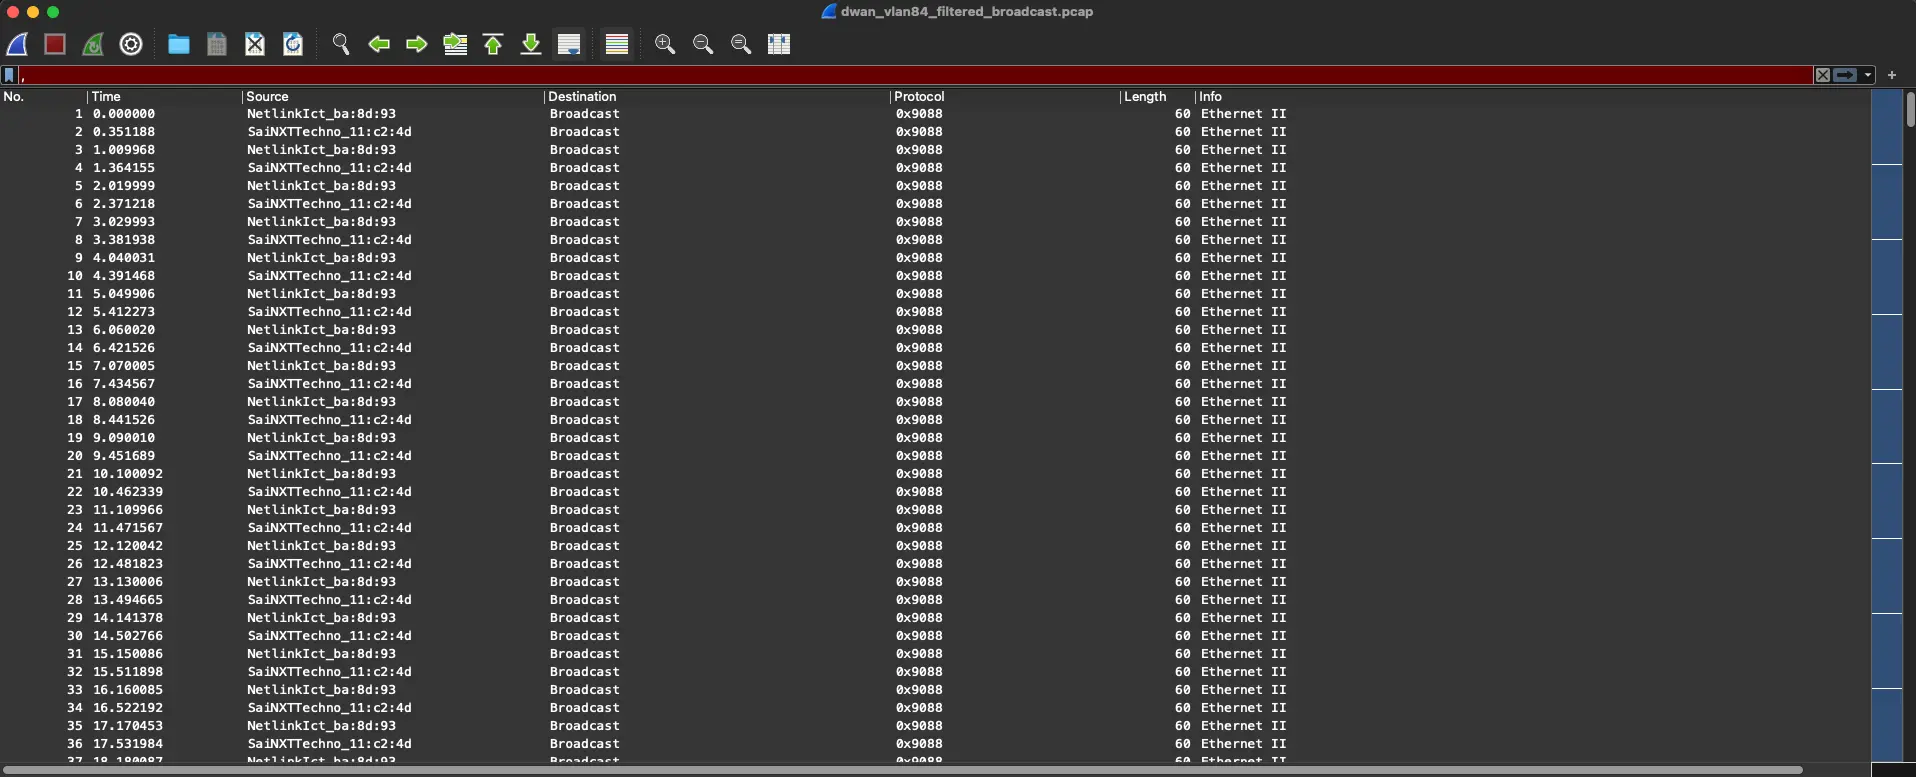 dwan_vlan84_filtered_broadcast.pcap
,
No. Time Source Destination Protocol Length Info
1 0.000000 NetlinkIct_ba:8d:93 Broadcast 0x9088 60 Ethernet II
2 0.351188 SaiNXTTechno_11:c2:4d Broadcast 0x9088 60 Ethernet II
3 1.009968 NetlinkIct_ba:8d:93 Broadcast 0x9088 60 Ethernet II
4 1.364155 SaiNXTTechno_11:c2:4d Broadcast 0x9088 60 Ethernet II
5 2.019999 NetlinkIct_ba:8d:93 Broadcast 0x9088 60 Ethernet II
6 2.371218 SaiNXTTechno_11:c2:4d Broadcast 0x9088 60 Ethernet II
7 3.029993 NetlinkIct_ba:8d:93 Broadcast 0x9088 60 Ethernet II
8 3.381938 SaiNXTTechno_11:c2:4d Broadcast 0x9088 60 Ethernet II
9 4.040031 NetlinkIct_ba:8d:93 Broadcast 0x9088 60 Ethernet II
10 4.391468 SaiNXTTechno_11:c2:4d Broadcast 0x9088 60 Ethernet II
11 5.049906 NetlinkIct_ba:8d:93 Broadcast 0x9088 60 Ethernet II
12 5.412273 SaiNXTTechno_11:c2:4d Broadcast 0x9088 60 Ethernet II
13 6.060020 NetlinkIct_ba:8d:93 Broadcast 0x9088 60 Ethernet II
14 6.421526 SaiNXTTechno_11:c2:4d Broadcast 0x9088 60 Ethernet II
15 7.070005 NetlinkIct_ba:8d:93 Broadcast 0x9088 60 Ethernet II
16 7.434567 SaiNXTTechno_11:c2:4d Broadcast 0x9088 60 Ethernet II
17 8.080040 NetlinkIct_ba:8d:93 Broadcast 0x9088 60 Ethernet II
18 8.441526 SaiNXTTechno_11:c2:4d Broadcast 0x9088 60 Ethernet II
19 9.090010 NetlinkIct_ba:8d:93 Broadcast 0x9088 60 Ethernet II
20 9.451689 SaiNXTTechno_11:c2:4d Broadcast 0x9088 60 Ethernet II
21 10.100092 NetlinkIct_ba:8d:93 Broadcast 0x9088 60 Ethernet II
22 10.462339 SaiNXTTechno_11:c2:4d Broadcast 0x9088 60 Ethernet II
23 11.109966 NetlinkIct_ba:8d:93 Broadcast 0x9088 60 Ethernet II
24 11.471567 SaiNXTTechno_11:c2:4d Broadcast 0x9088 60 Ethernet II
25 12.120042 NetlinkIct_ba:8d:93 Broadcast 0x9088 60 Ethernet II
26 12.481823 SaiNXTTechno_11:c2:4d Broadcast 0x9088 60 Ethernet II
27 13.130006 NetlinkIct_ba:8d:93 Broadcast 0x9088 60 Ethernet II
28 13.494665 SaiNXTTechno_11:c2:4d Broadcast 0x9088 60 Ethernet II
29 14.141378 NetlinkIct_ba:8d:93 Broadcast 0x9088 60 Ethernet II
30 14.502766 SaiNXTTechno_11:c2:4d Broadcast 0x9088 60 Ethernet II
31 15.150086 NetlinkIct_ba:8d:93 Broadcast 0x9088 60 Ethernet II
32 15.511898 SaiNXTTechno_11:c2:4d Broadcast 0x9088 60 Ethernet II
33 16.160085 NetlinkIct_ba:8d:93 Broadcast 0x9088 60 Ethernet II
34 16.522192 SaiNXTTechno_11:c2:4d Broadcast 0x9088 60 Ethernet II
35 17.170453 NetlinkIct_ba:8d:93 Broadcast 0x9088 60 Ethernet II
36 17.531984 SaiNXTTechno_11:c2:4d Broadcast 0x9088 60 Ethernet II
37 18.180087 NetlinkIct_ba:8d:93 Broadcast 0x9088 60 Ethernet II